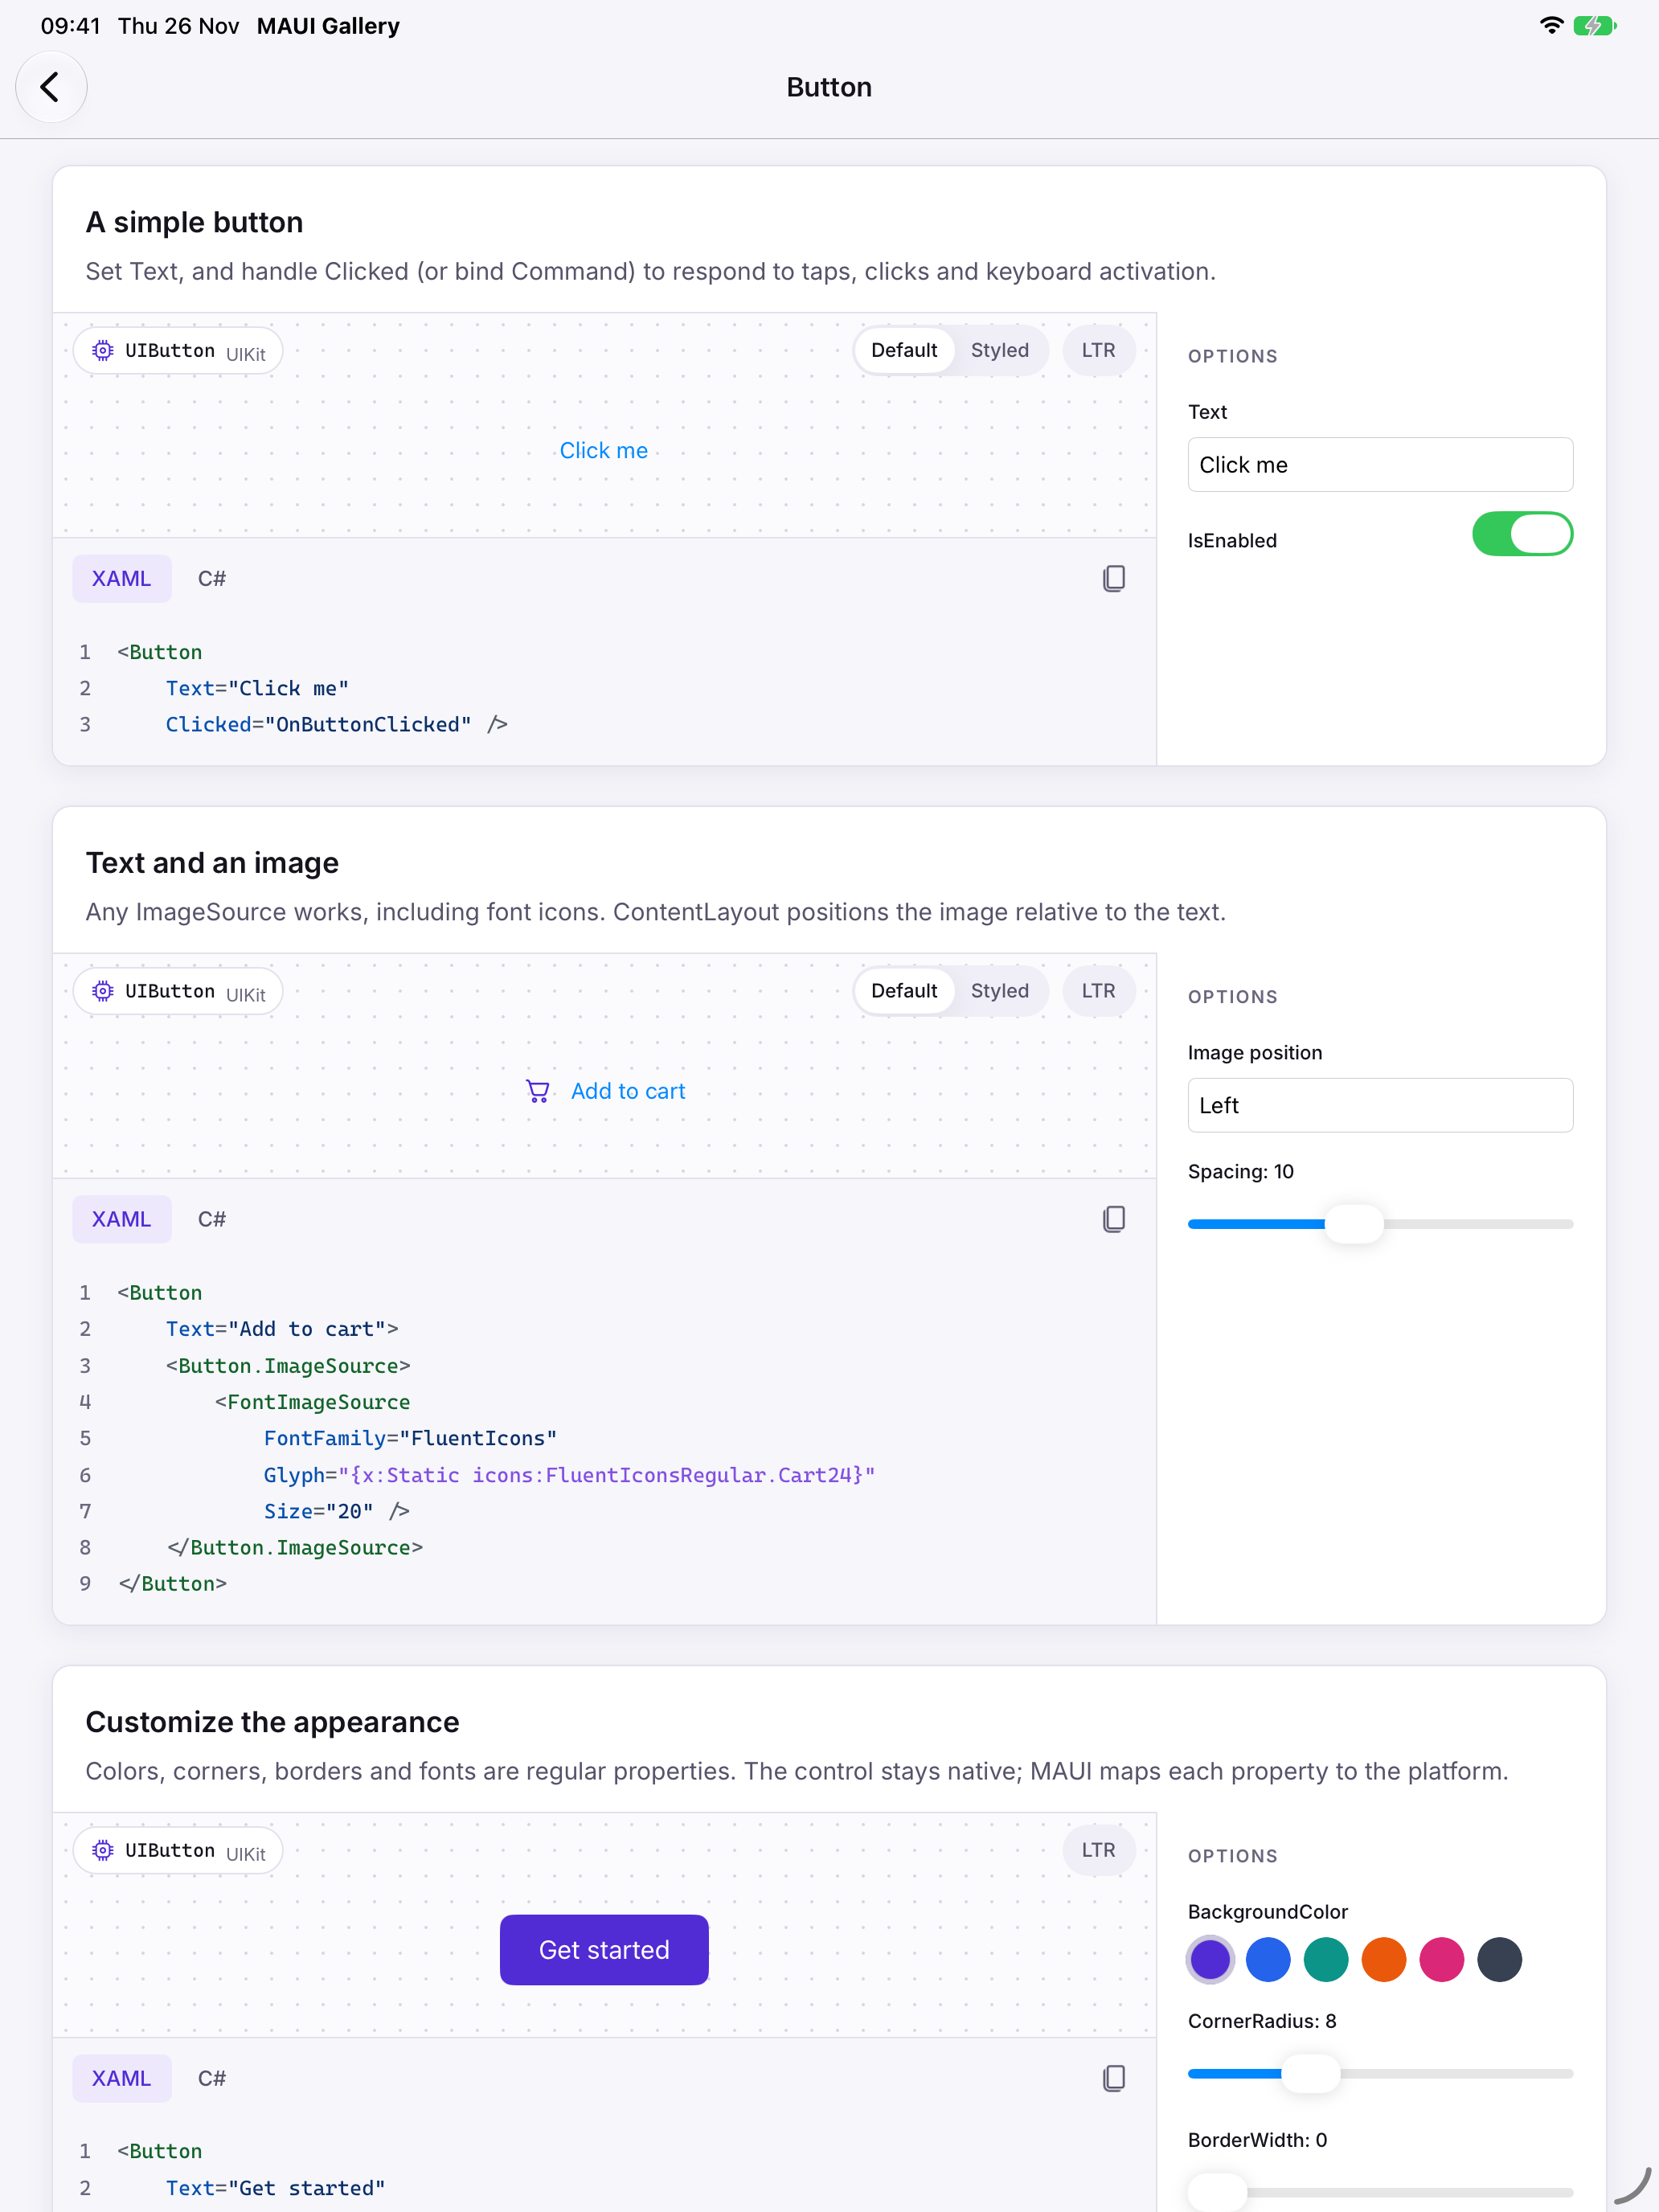 09:41 Thu 26 Nov MAUI Gallery
Button
A simple button
Set Text, and handle Clicked (or bind Command) to respond to taps, clicks and keyboard activation.
UIButton UIKit
Default Styled LTR
Click me
OPTIONS
Text
Click me
IsEnabled
XAML C#
1 <Button
2 Text="Click me"
3 Clicked="OnButtonClicked" />
Text and an image
Any ImageSource works, including font icons. ContentLayout positions the image relative to the text.
UIButton UIKit
Default Styled LTR
Add to cart
OPTIONS
Image position
Left
Spacing: 10
XAML C#
1 <Button
2 Text="Add to cart">
3 <Button.ImageSource>
4 <FontImageSource
5 FontFamily="FluentIcons"
6 Glyph="{x:Static icons:FluentIconsRegular.Cart24}"
7 Size="20" />
8 </Button.ImageSource>
9 </Button>
Customize the appearance
Colors, corners, borders and fonts are regular properties. The control stays native; MAUI maps each property to the platform.
UIButton UIKit
LTR
Get started
OPTIONS
BackgroundColor
CornerRadius: 8
BorderWidth: 0
XAML C#
1 <Button
2 Text="Get started"